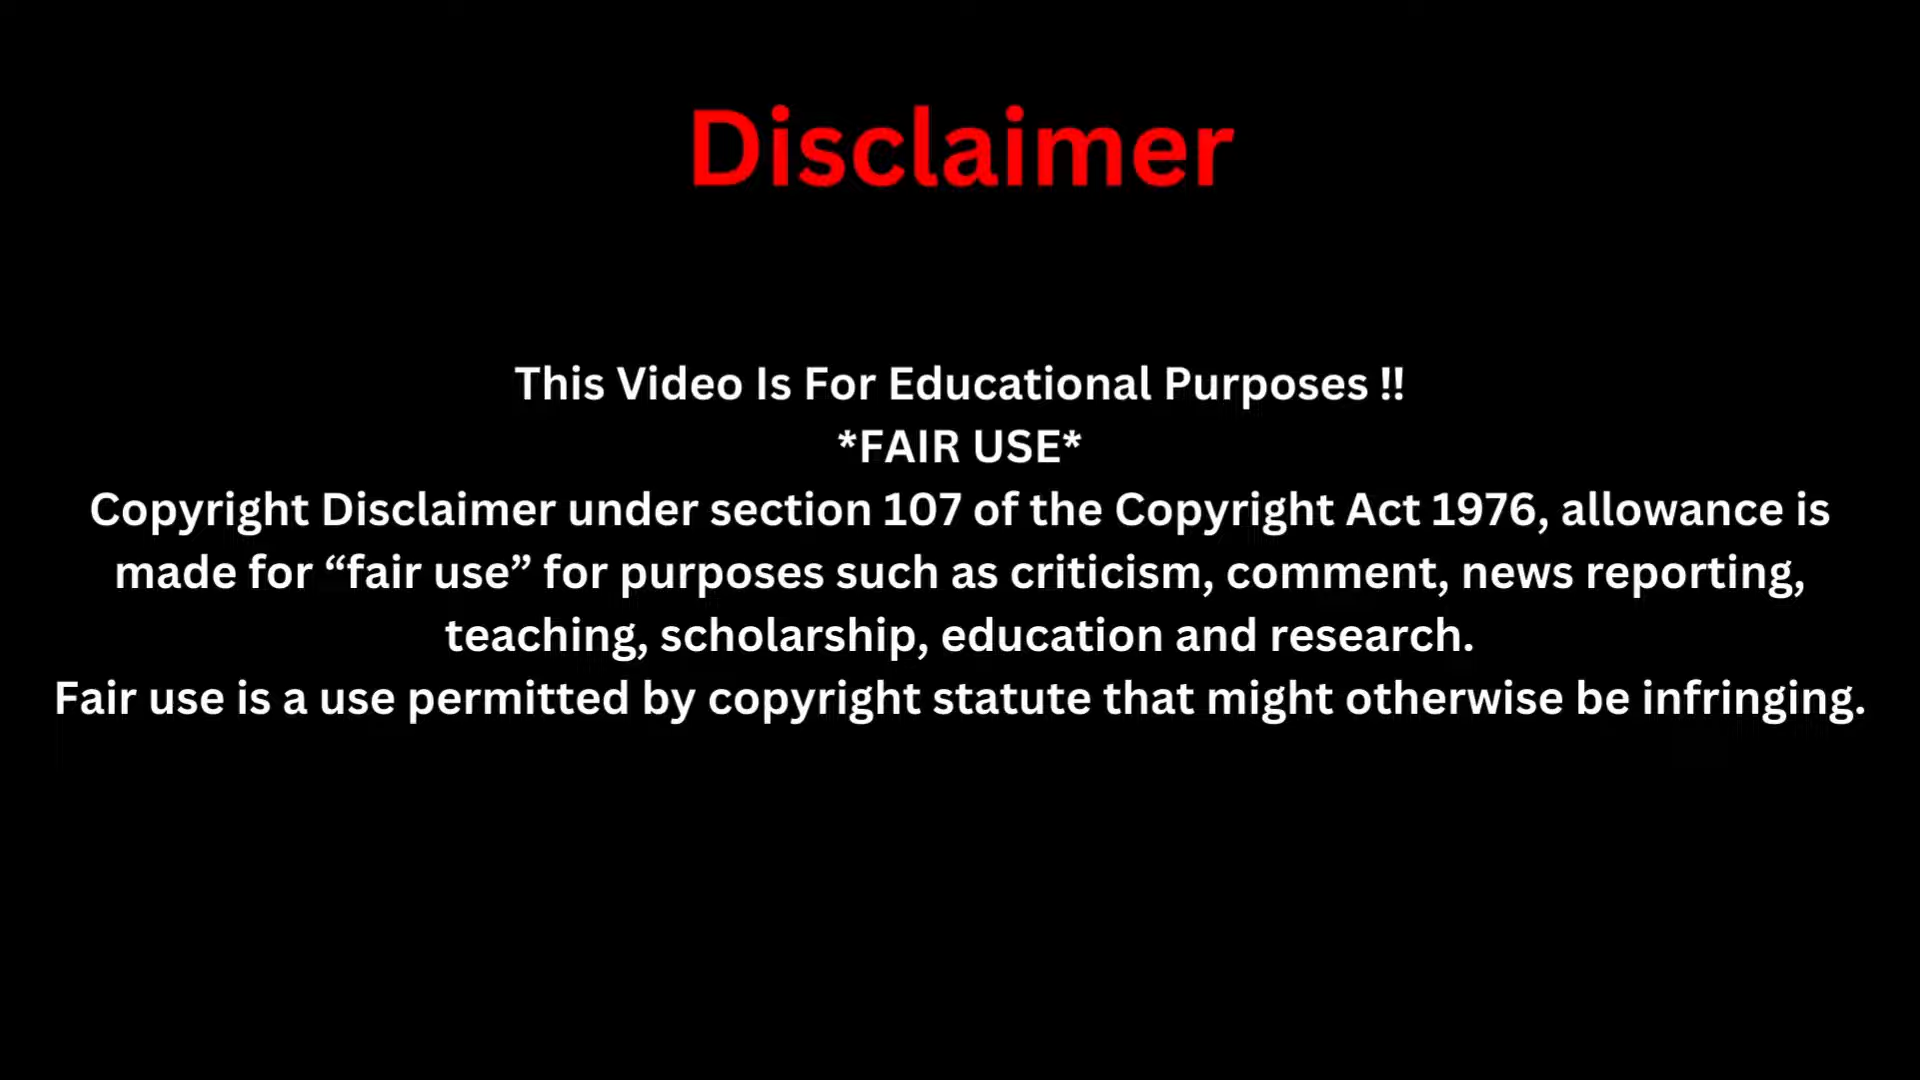 Disclaimer
This Video Is For Educational Purposes !!
*FAIR USE*
Copyright Disclaimer under section 107 of the Copyright Act 1976, allowance is
made for “fair use” for purposes such as criticism, comment, news reporting,
teaching, scholarship, education and research.
Fair use is a use permitted by copyright statute that might otherwise be infringing.